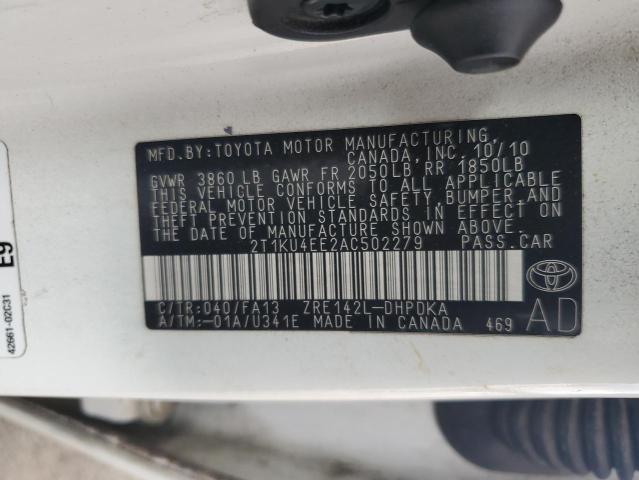 MFD.BY:TOYOTA MOTOR MANUFACTURING,
CANADA, INC. 10/10
GVWR 3860 LB GAWR FR 2050LB RR 1850LB
THIS VEHICLE CONFORMS TO ALL APPLICABLE
FEDERAL MOTOR VEHICLE SAFETY,BUMPER,AND
THEFT PREVENTION STANDARDS IN EFFECT ON
THE DATE OF MANUFACTURE SHOWN ABOVE.
2T1KU4EE2AC502279 PASS.CAR
C/TR:040/FA13 ZRE142L-DHPDKA
A/TM:-01A/U341E MADE IN CANADA 469
AD
E9
42661-02C31